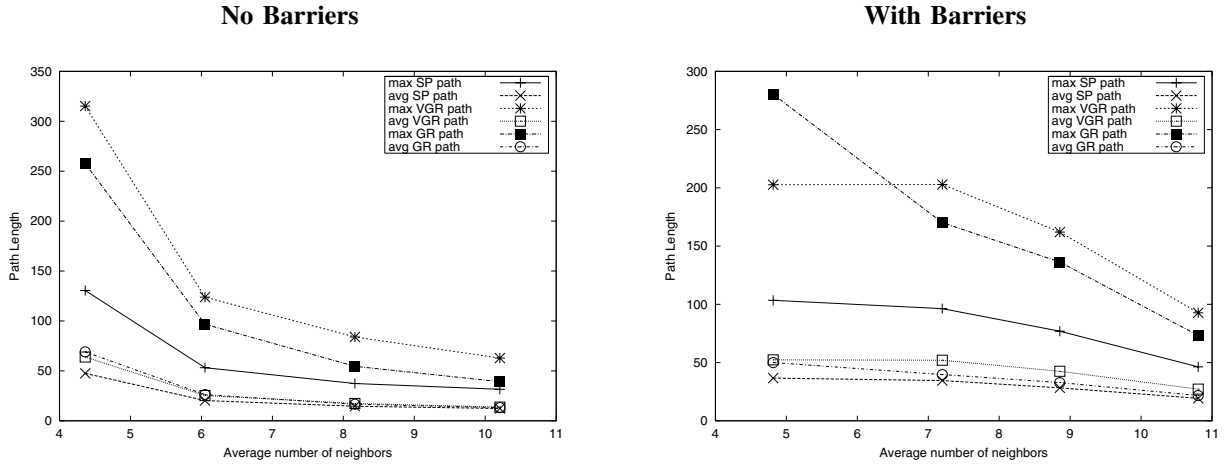 No Barriers
350
300
250
200
150
100
50
0
Path Length
4
5
6
7
8
9
10
11
Average number of neighbors
max SP path
avg SP path
max VGR path
avg VGR path
max GR path
avg GR path
With Barriers
300
250
200
150
100
50
0
Path Length
4
5
6
7
8
9
10
11
Average number of neighbors
max SP path
avg SP path
max VGR path
avg VGR path
max GR path
avg GR path